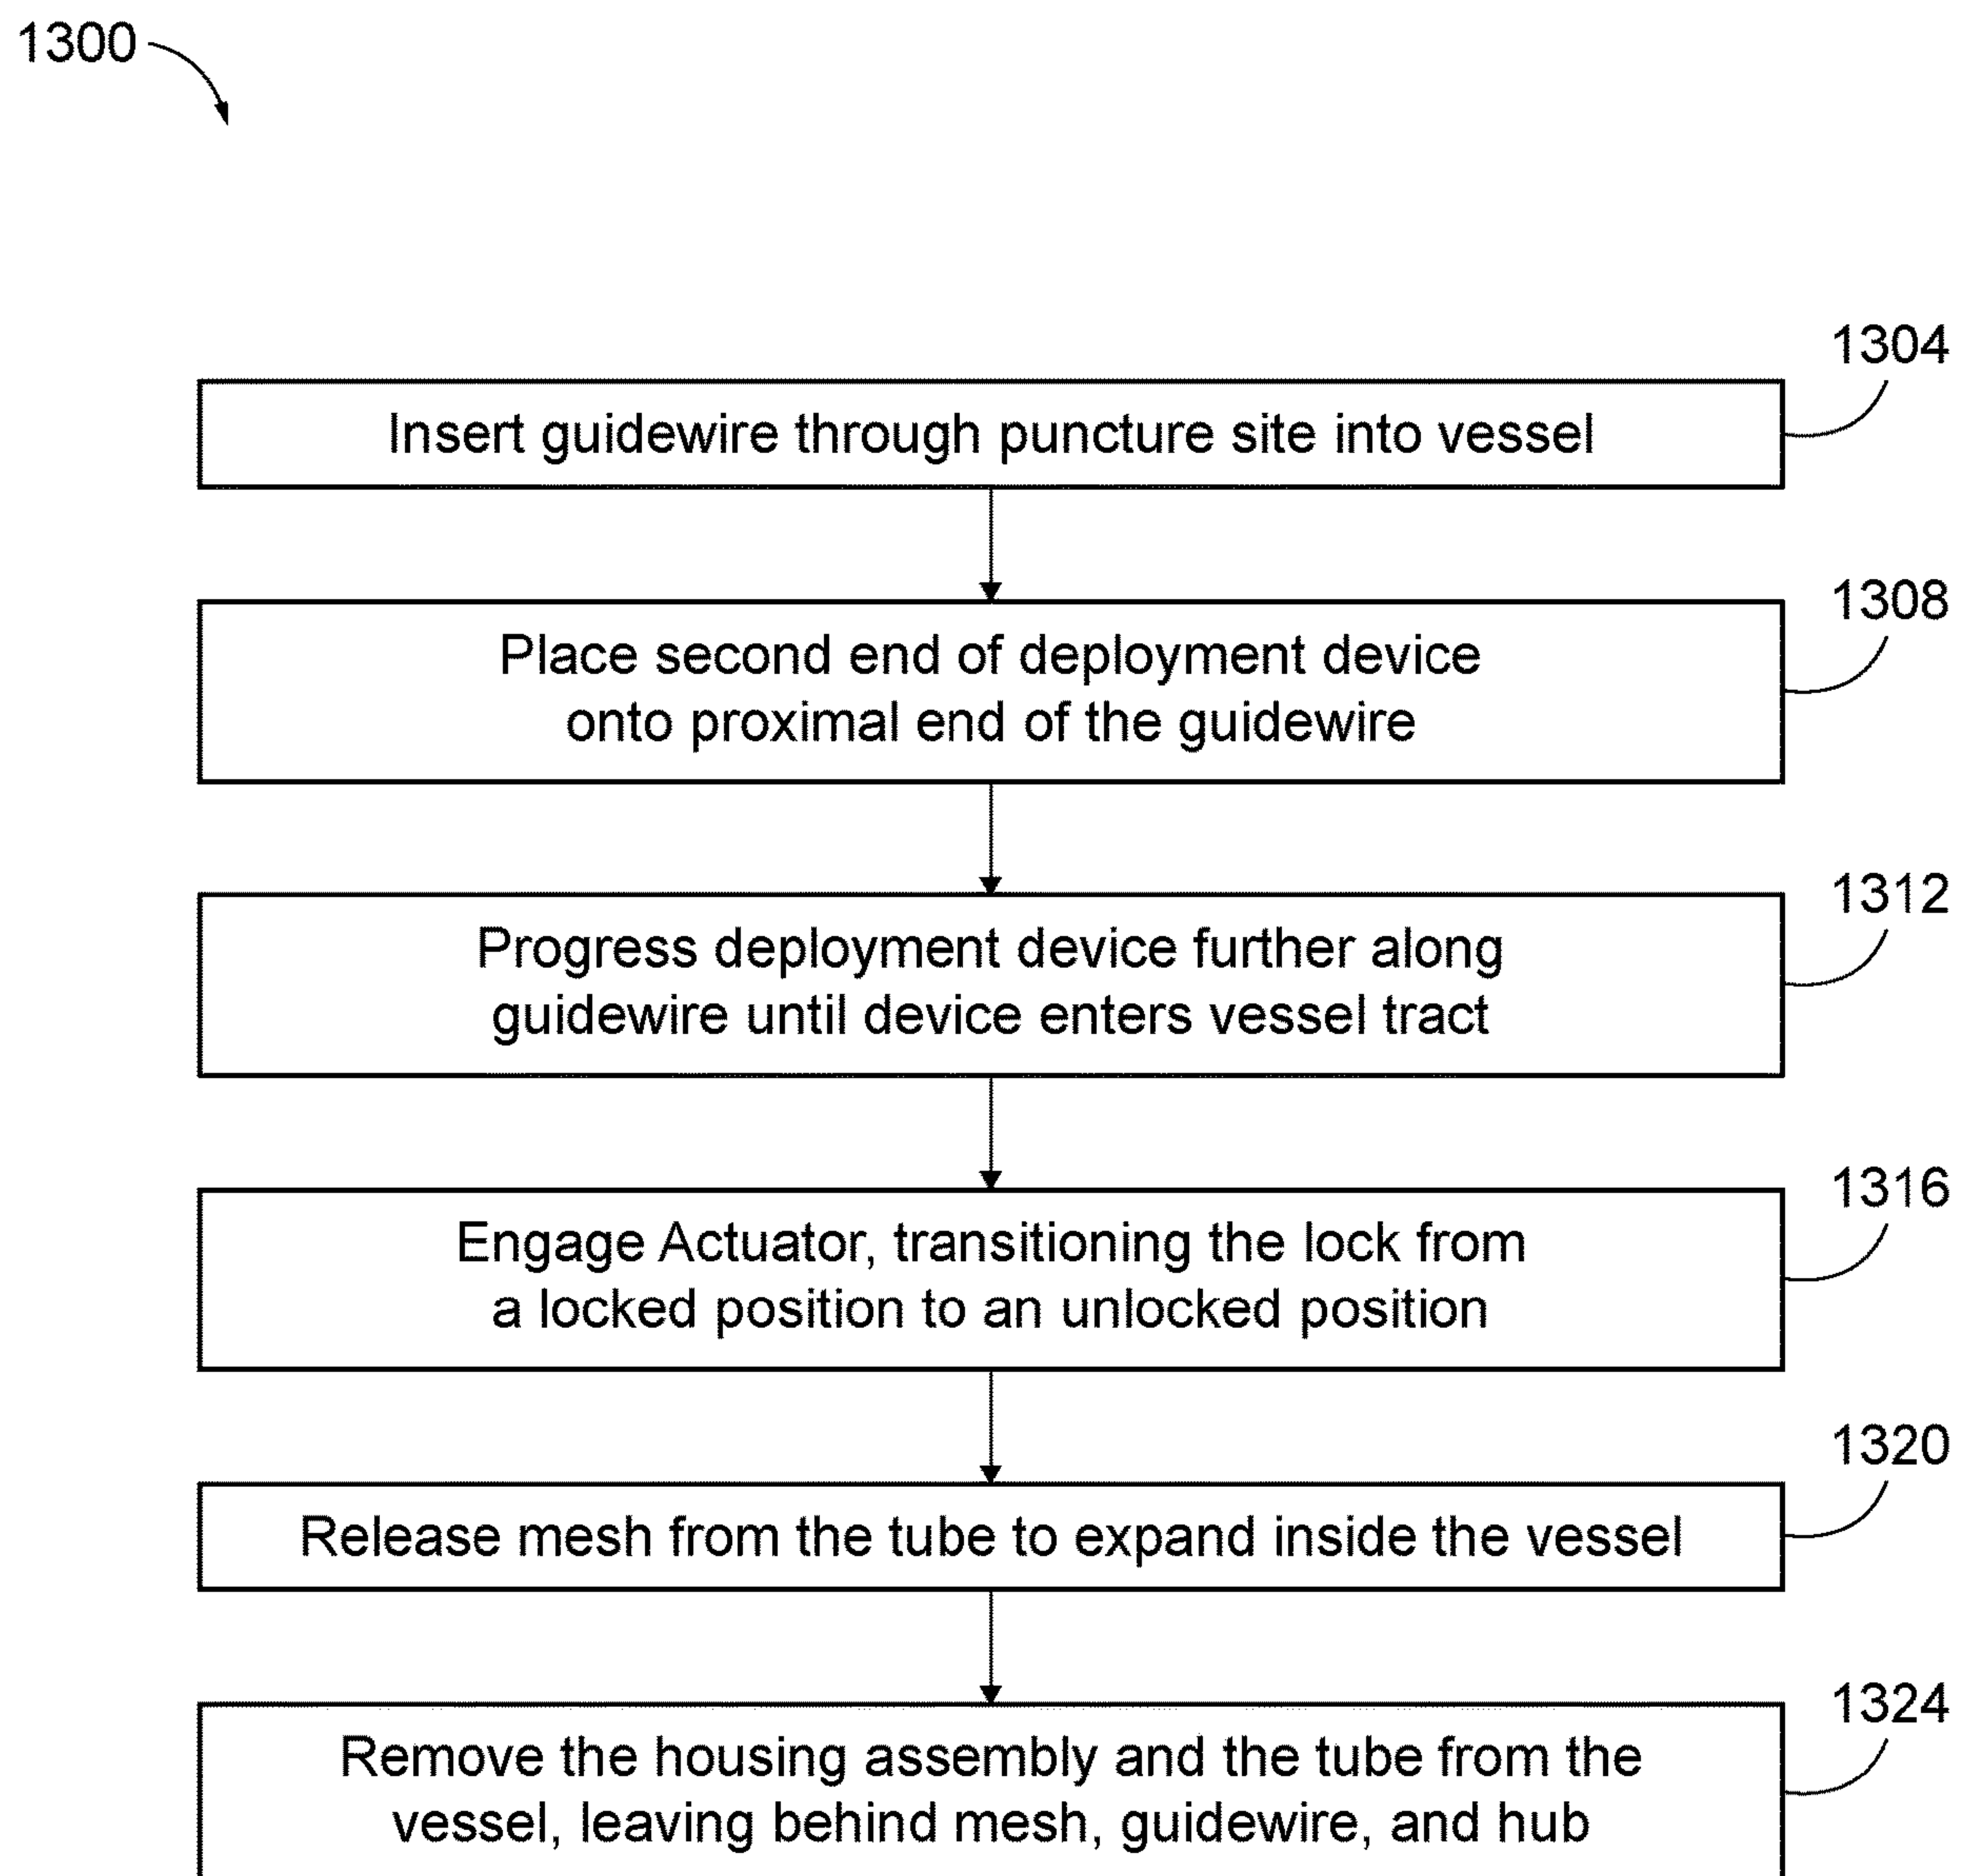 1300
1304
Insert guidewire through puncture site into vessel
1308
Place second end of deployment device
onto proximal end of the guidewire
1312
Progress deployment device further along
guidewire until device enters vessel tract
1316
Engage Actuator, transitioning the lock from
a locked position to an unlocked position
1320
Release mesh from the tube to expand inside the vessel
1324
Remove the housing assembly and the tube from the
vessel, leaving behind mesh, guidewire, and hub